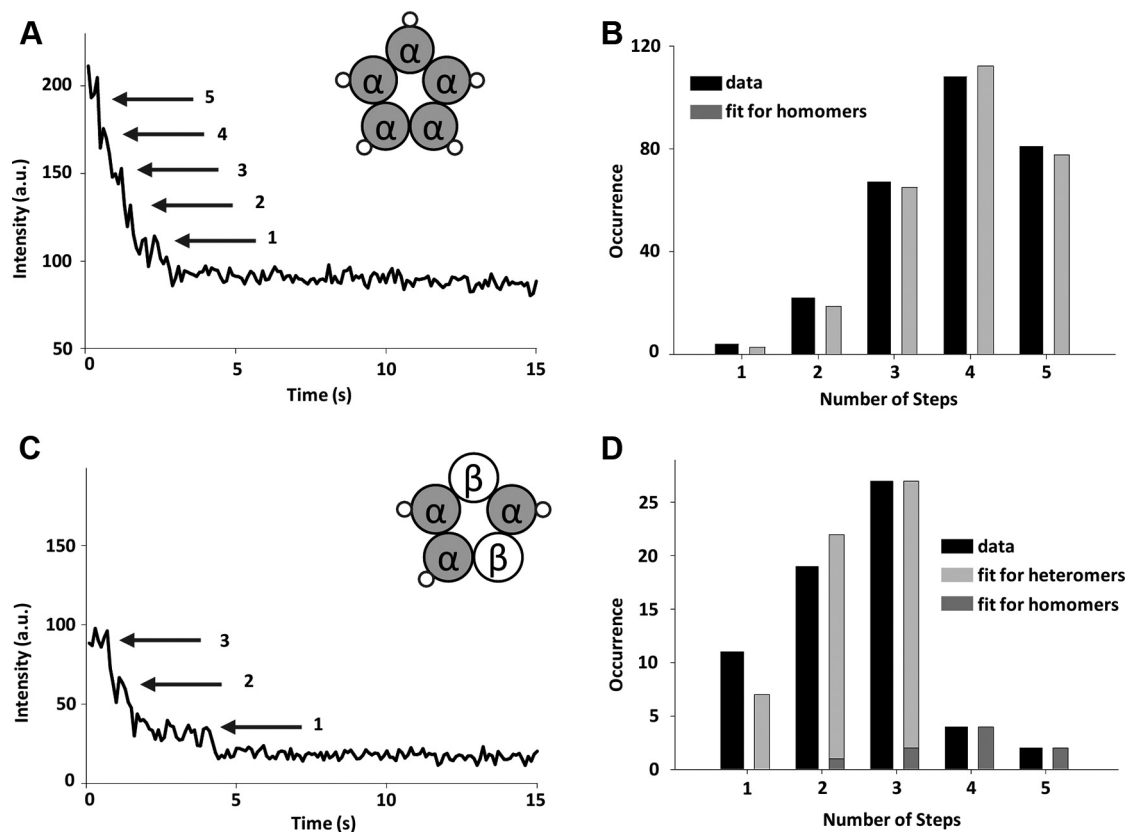 A
200
150
100
50
Intensity (a.u.)
5
4
3
2
1
α
α
α
α
α
0
5
10
15
Time (s)
B
120
80
40
0
Occurrence
data
fit for homomers
1
2
3
4
5
Number of Steps
C
150
100
50
0
Intensity (a.u.)
3
2
1
β
α
α
α
β
0
5
10
15
Time (s)
D
25
20
15
10
5
0
Occurrence
data
fit for heteromers
fit for homomers
1
2
3
4
5
Number of Steps